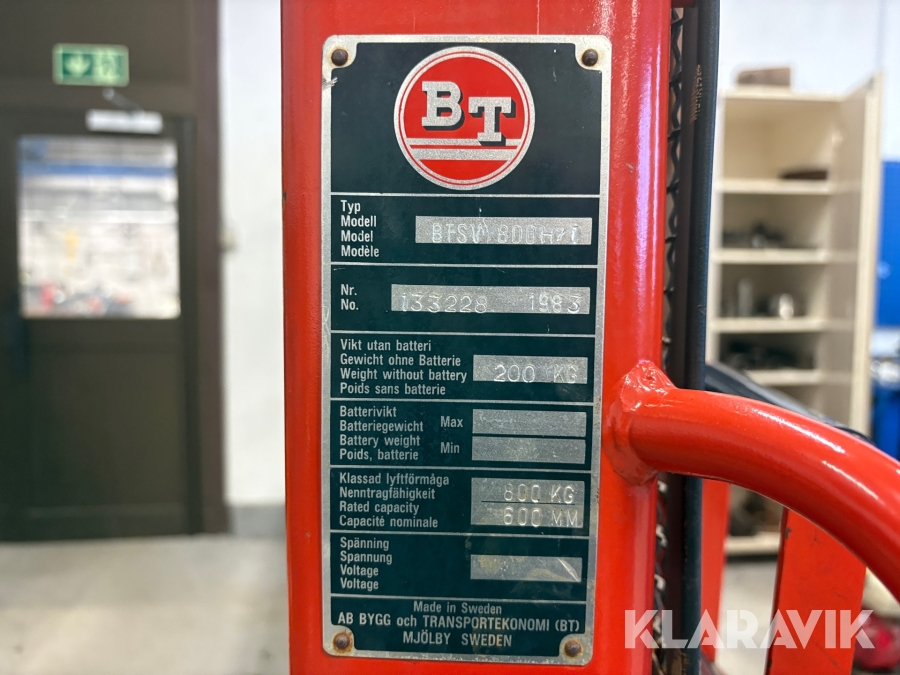 BT
Typ
Modell
Model
Modèle
Nr.
No.
133228 1983
Vikt utan batteri
Gewicht ohne Batterie
Weight without battery
Poids sans batterie
200 KG
Batterivikt
Batteriegewicht
Battery weight
Poids, batterie
Max
Min
Klassad lyftförmåga
Nenntragfähigkeit
Rated capacity
Capacité nominale
800 KG
600 MM
Spänning
Spannung
Voltage
Voltage
Made in Sweden
AB BYGG och TRANSPORTEKONOMI (BT)
MJÖLBY SWEDEN
KLARAVIK